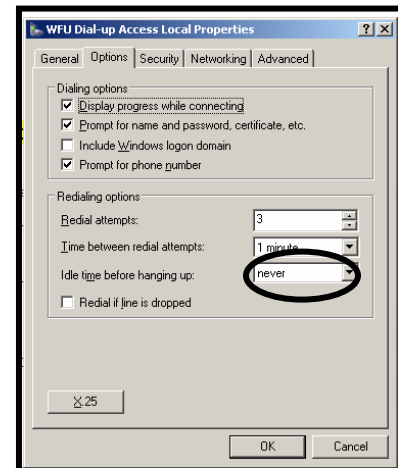 WFU Dial-up Access Local Properties
General Options Security Networking Advanced
Dialing options
Display progress while connecting
Prompt for name and password, certificate, etc.
Include Windows logon domain
Prompt for phone number
Redialing options
Redial attempts: 3
Time between redial attempts: 1 minute
Idle time before hanging up: never
Redial if line is dropped
X.25
OK Cancel